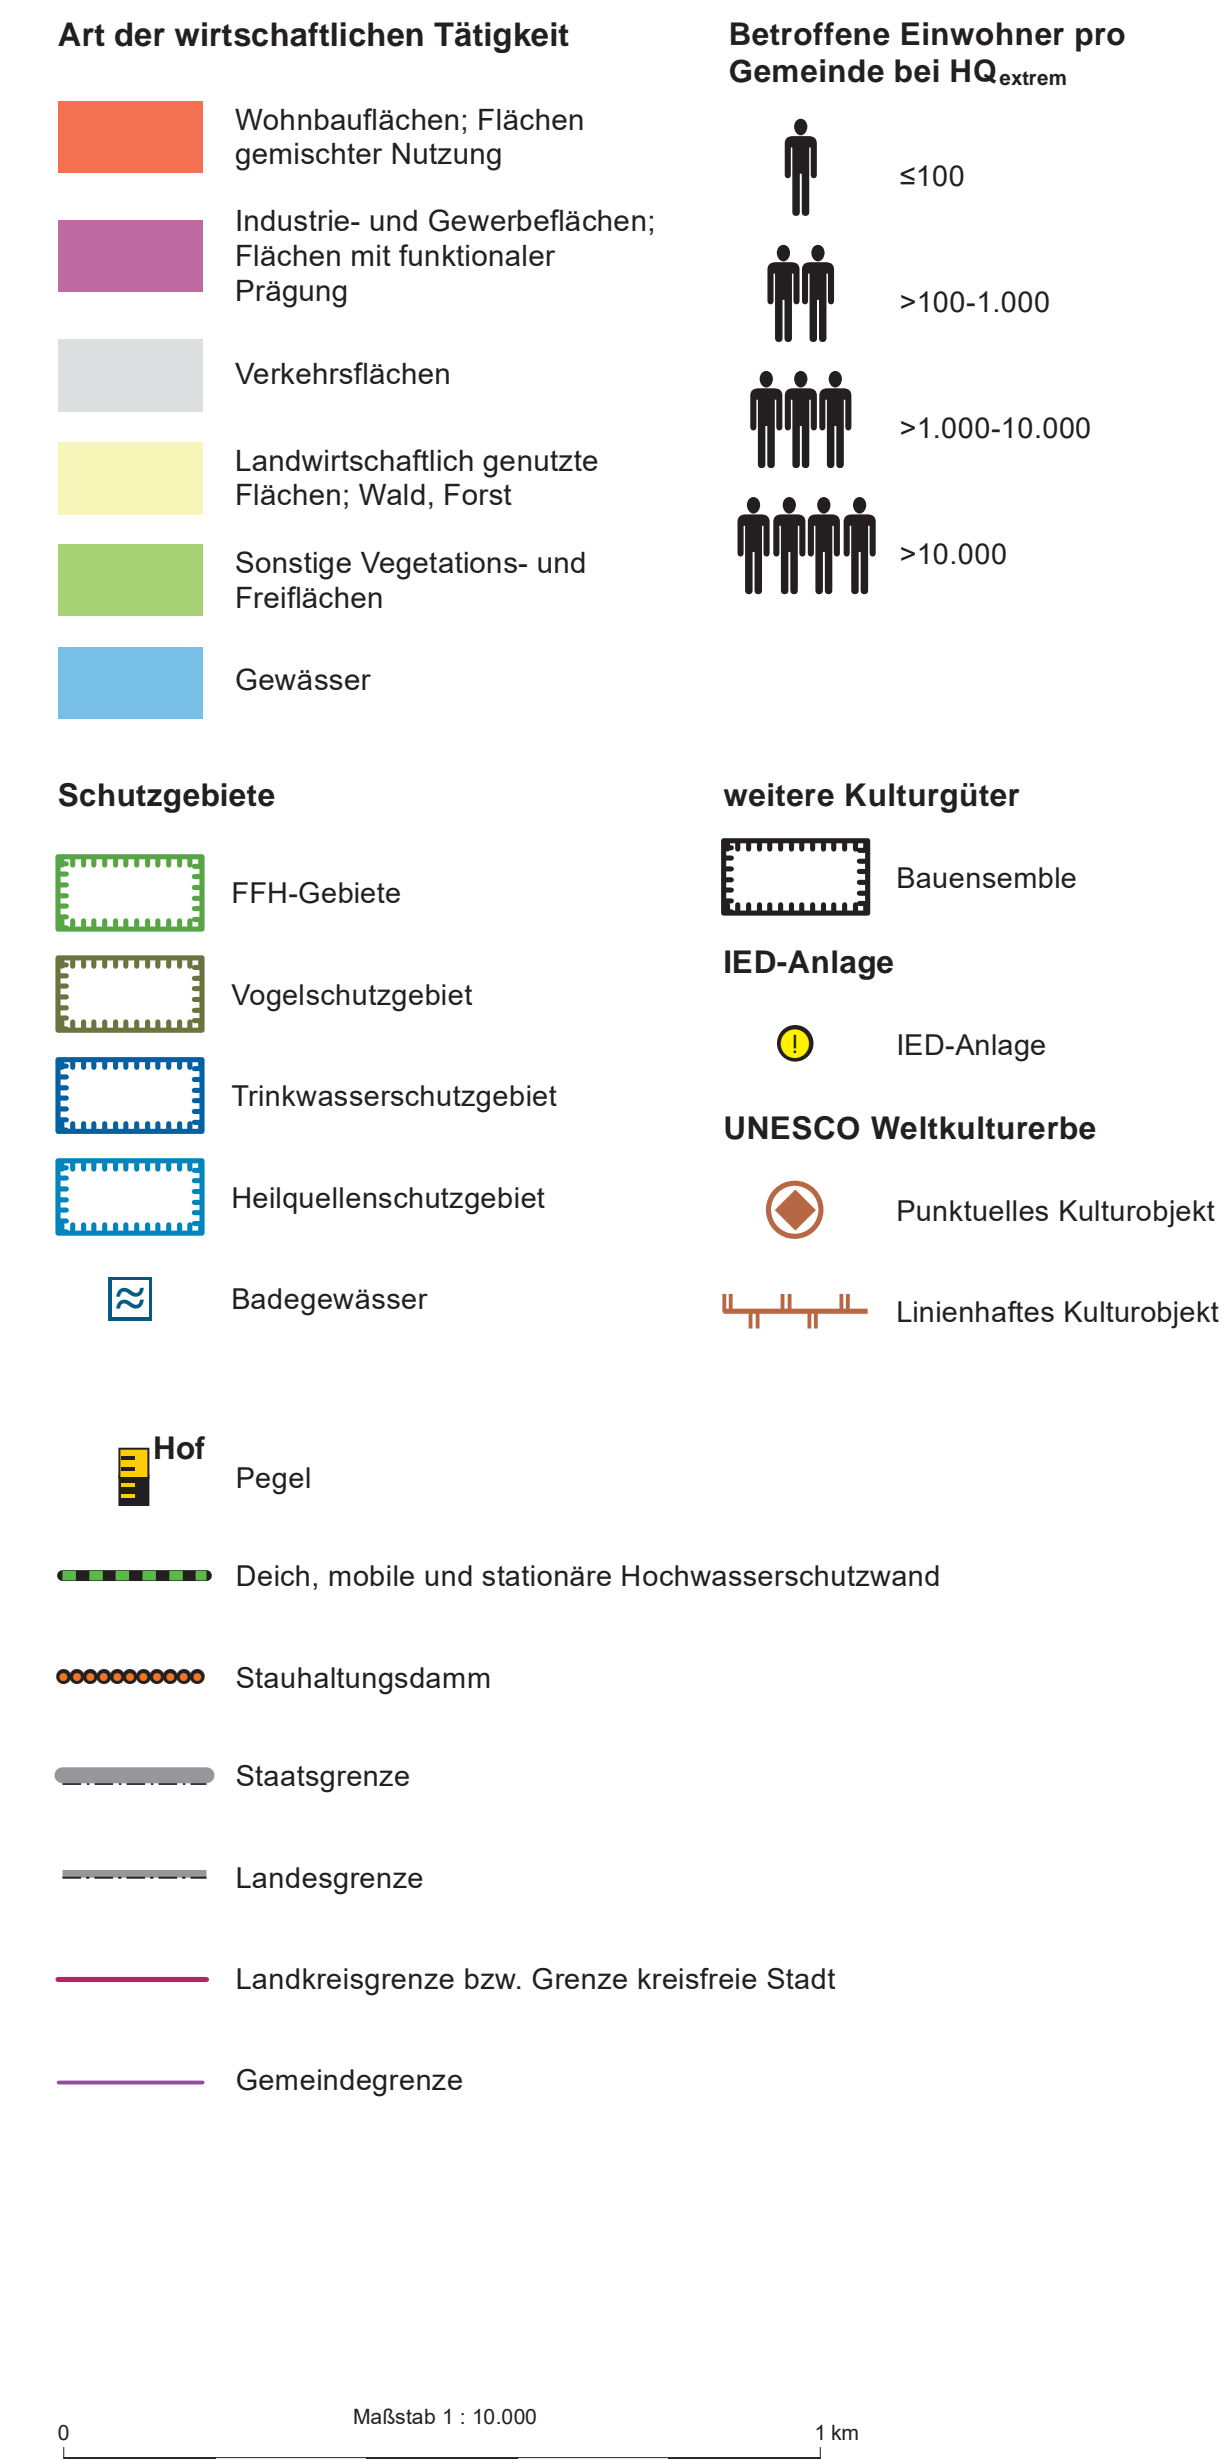 Art der wirtschaftlichen Tätigkeit
Wohnbauflächen; Flächen
gemischter Nutzung
Industrie- und Gewerbeflächen;
Flächen mit funktionaler
Prägung
Verkehrsflächen
Landwirtschaftlich genutzte
Flächen; Wald, Forst
Sonstige Vegetations- und
Freiflächen
Gewässer
Betroffene Einwohner pro
Gemeinde bei HQextrem
≤100
>100-1.000
>1.000-10.000
>10.000
Schutzgebiete
FFH-Gebiete
Vogelschutzgebiet
Trinkwasserschutzgebiet
Heilquellenschutzgebiet
Badegewässer
weitere Kulturgüter
Bauensemble
IED-Anlage
!
IED-Anlage
UNESCO Weltkulturerbe
Punktuelles Kulturobjekt
Linienhaftes Kulturobjekt
Hof
Pegel
Deich, mobile und stationäre Hochwasserschutzwand
Stauhaltungsdamm
Staatsgrenze
Landesgrenze
Landkreisgrenze bzw. Grenze kreisfreie Stadt
Gemeindegrenze
Maßstab 1 : 10.000
0 1 km